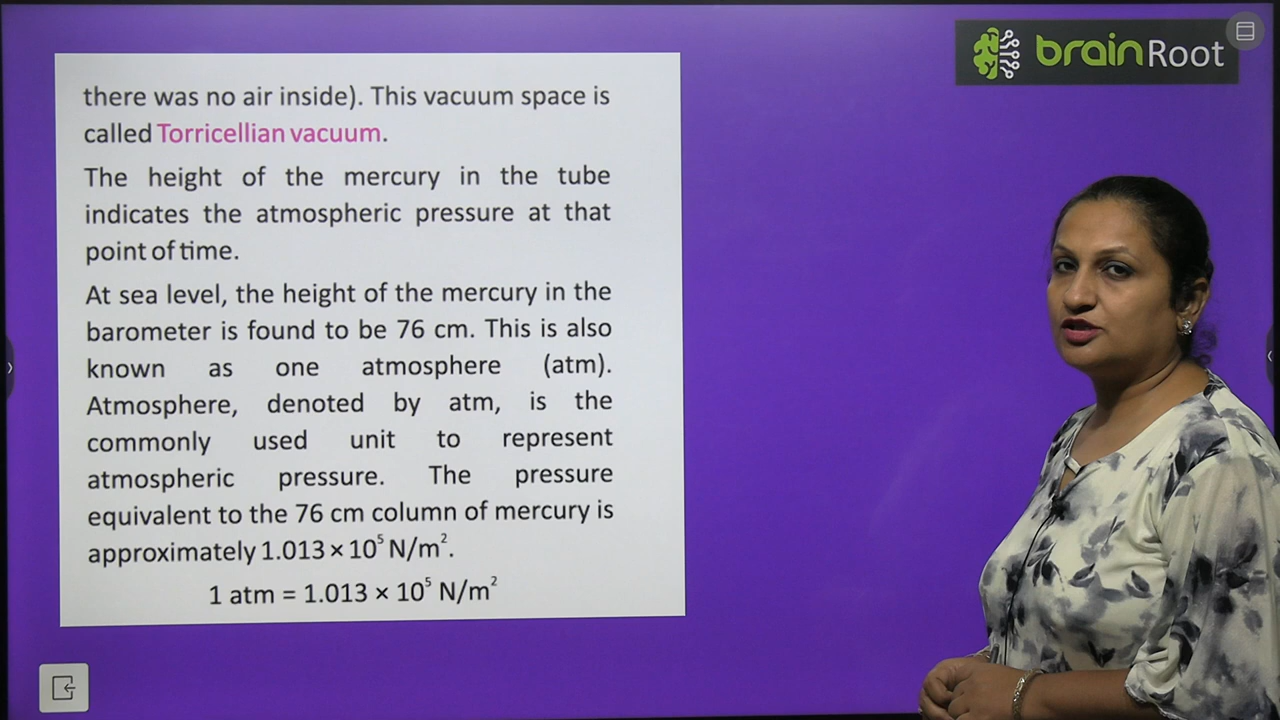 brainRoot
there was no air inside). This vacuum space is
called Torricellian vacuum.
The height of the mercury in the tube
indicates the atmospheric pressure at that
point of time.
At sea level, the height of the mercury in the
barometer is found to be 76 cm. This is also
known as one atmosphere (atm).
Atmosphere, denoted by atm, is the
commonly used unit to represent
atmospheric pressure. The pressure
equivalent to the 76 cm column of mercury is
approximately 1.013 × 10⁵ N/m².
1 atm = 1.013 × 10⁵ N/m²